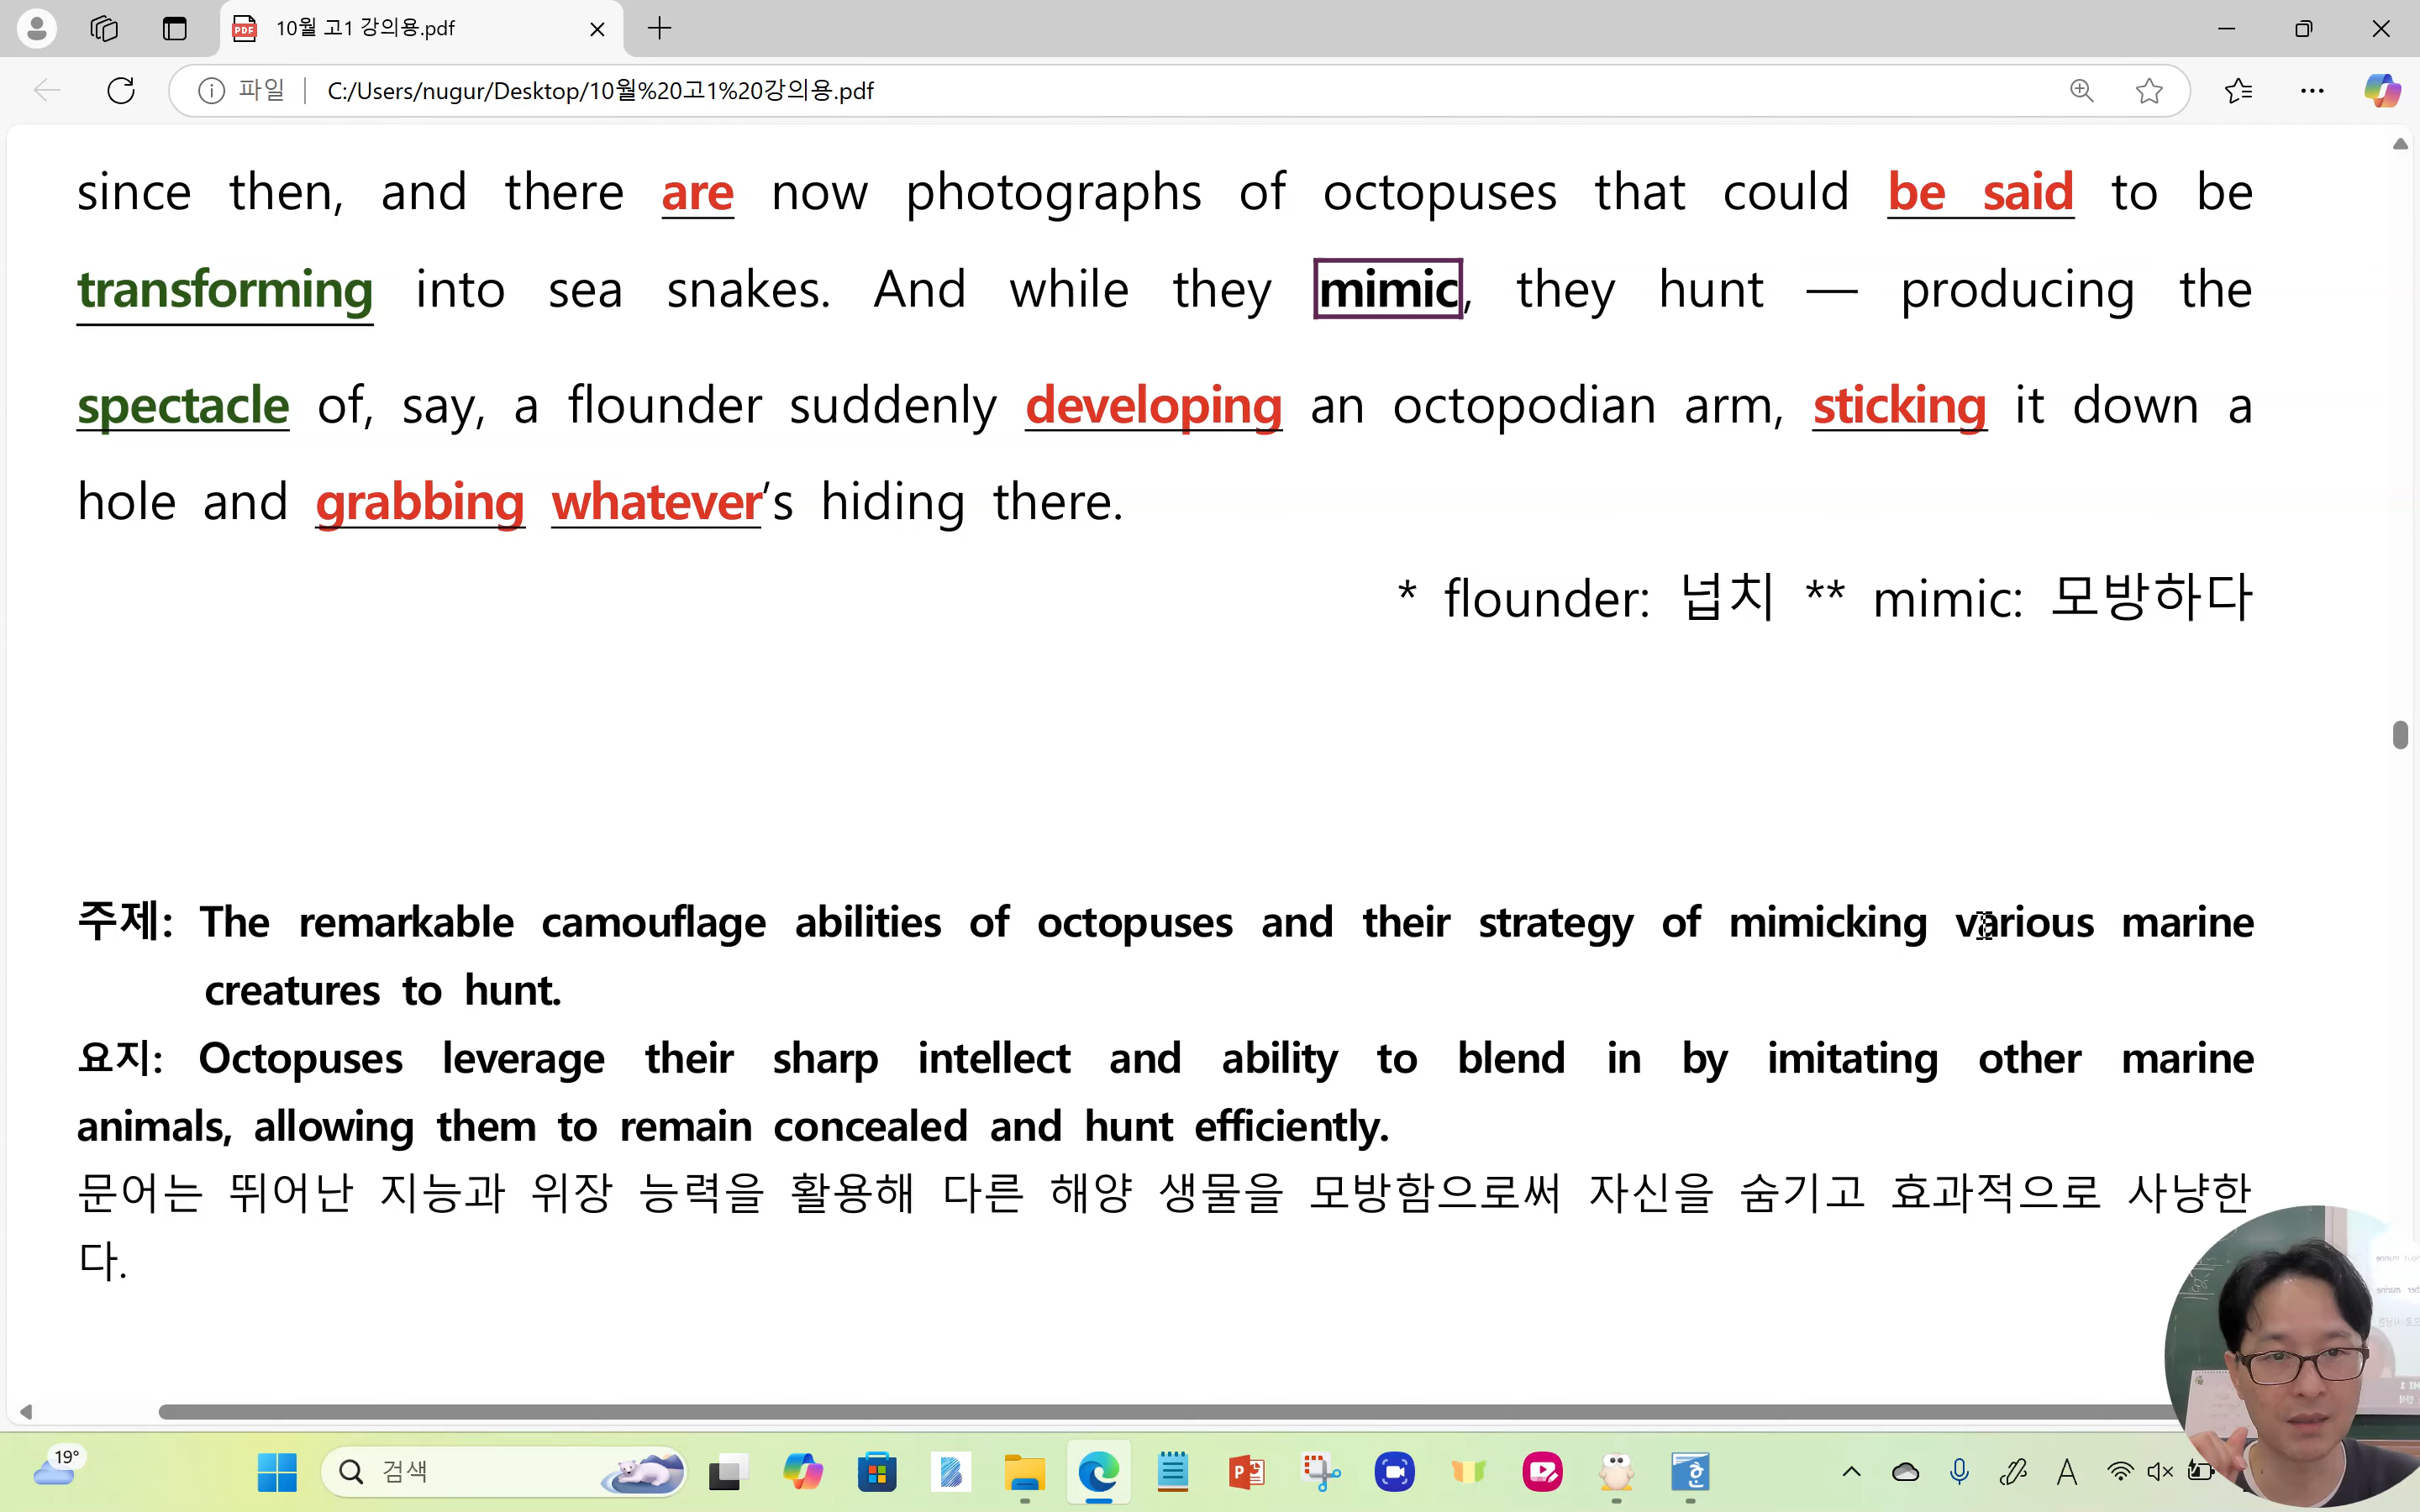 10월 고1 강의용.pdf
파일 C:/Users/nugur/Desktop/10월%20고1%20강의용.pdf
since then, and there are now photographs of octopuses that could be said to be
transforming into sea snakes. And while they mimic, they hunt — producing the
spectacle of, say, a flounder suddenly developing an octopodian arm, sticking it down a
hole and grabbing whatever's hiding there.
* flounder: 넙치 ** mimic: 모방하다
주제: The remarkable camouflage abilities of octopuses and their strategy of mimicking various marine
creatures to hunt.
요지: Octopuses leverage their sharp intellect and ability to blend in by imitating other marine
animals, allowing them to remain concealed and hunt efficiently.
문어는 뛰어난 지능과 위장 능력을 활용해 다른 해양 생물을 모방함으로써 자신을 숨기고 효과적으로 사냥한
다.
19° 검색 A